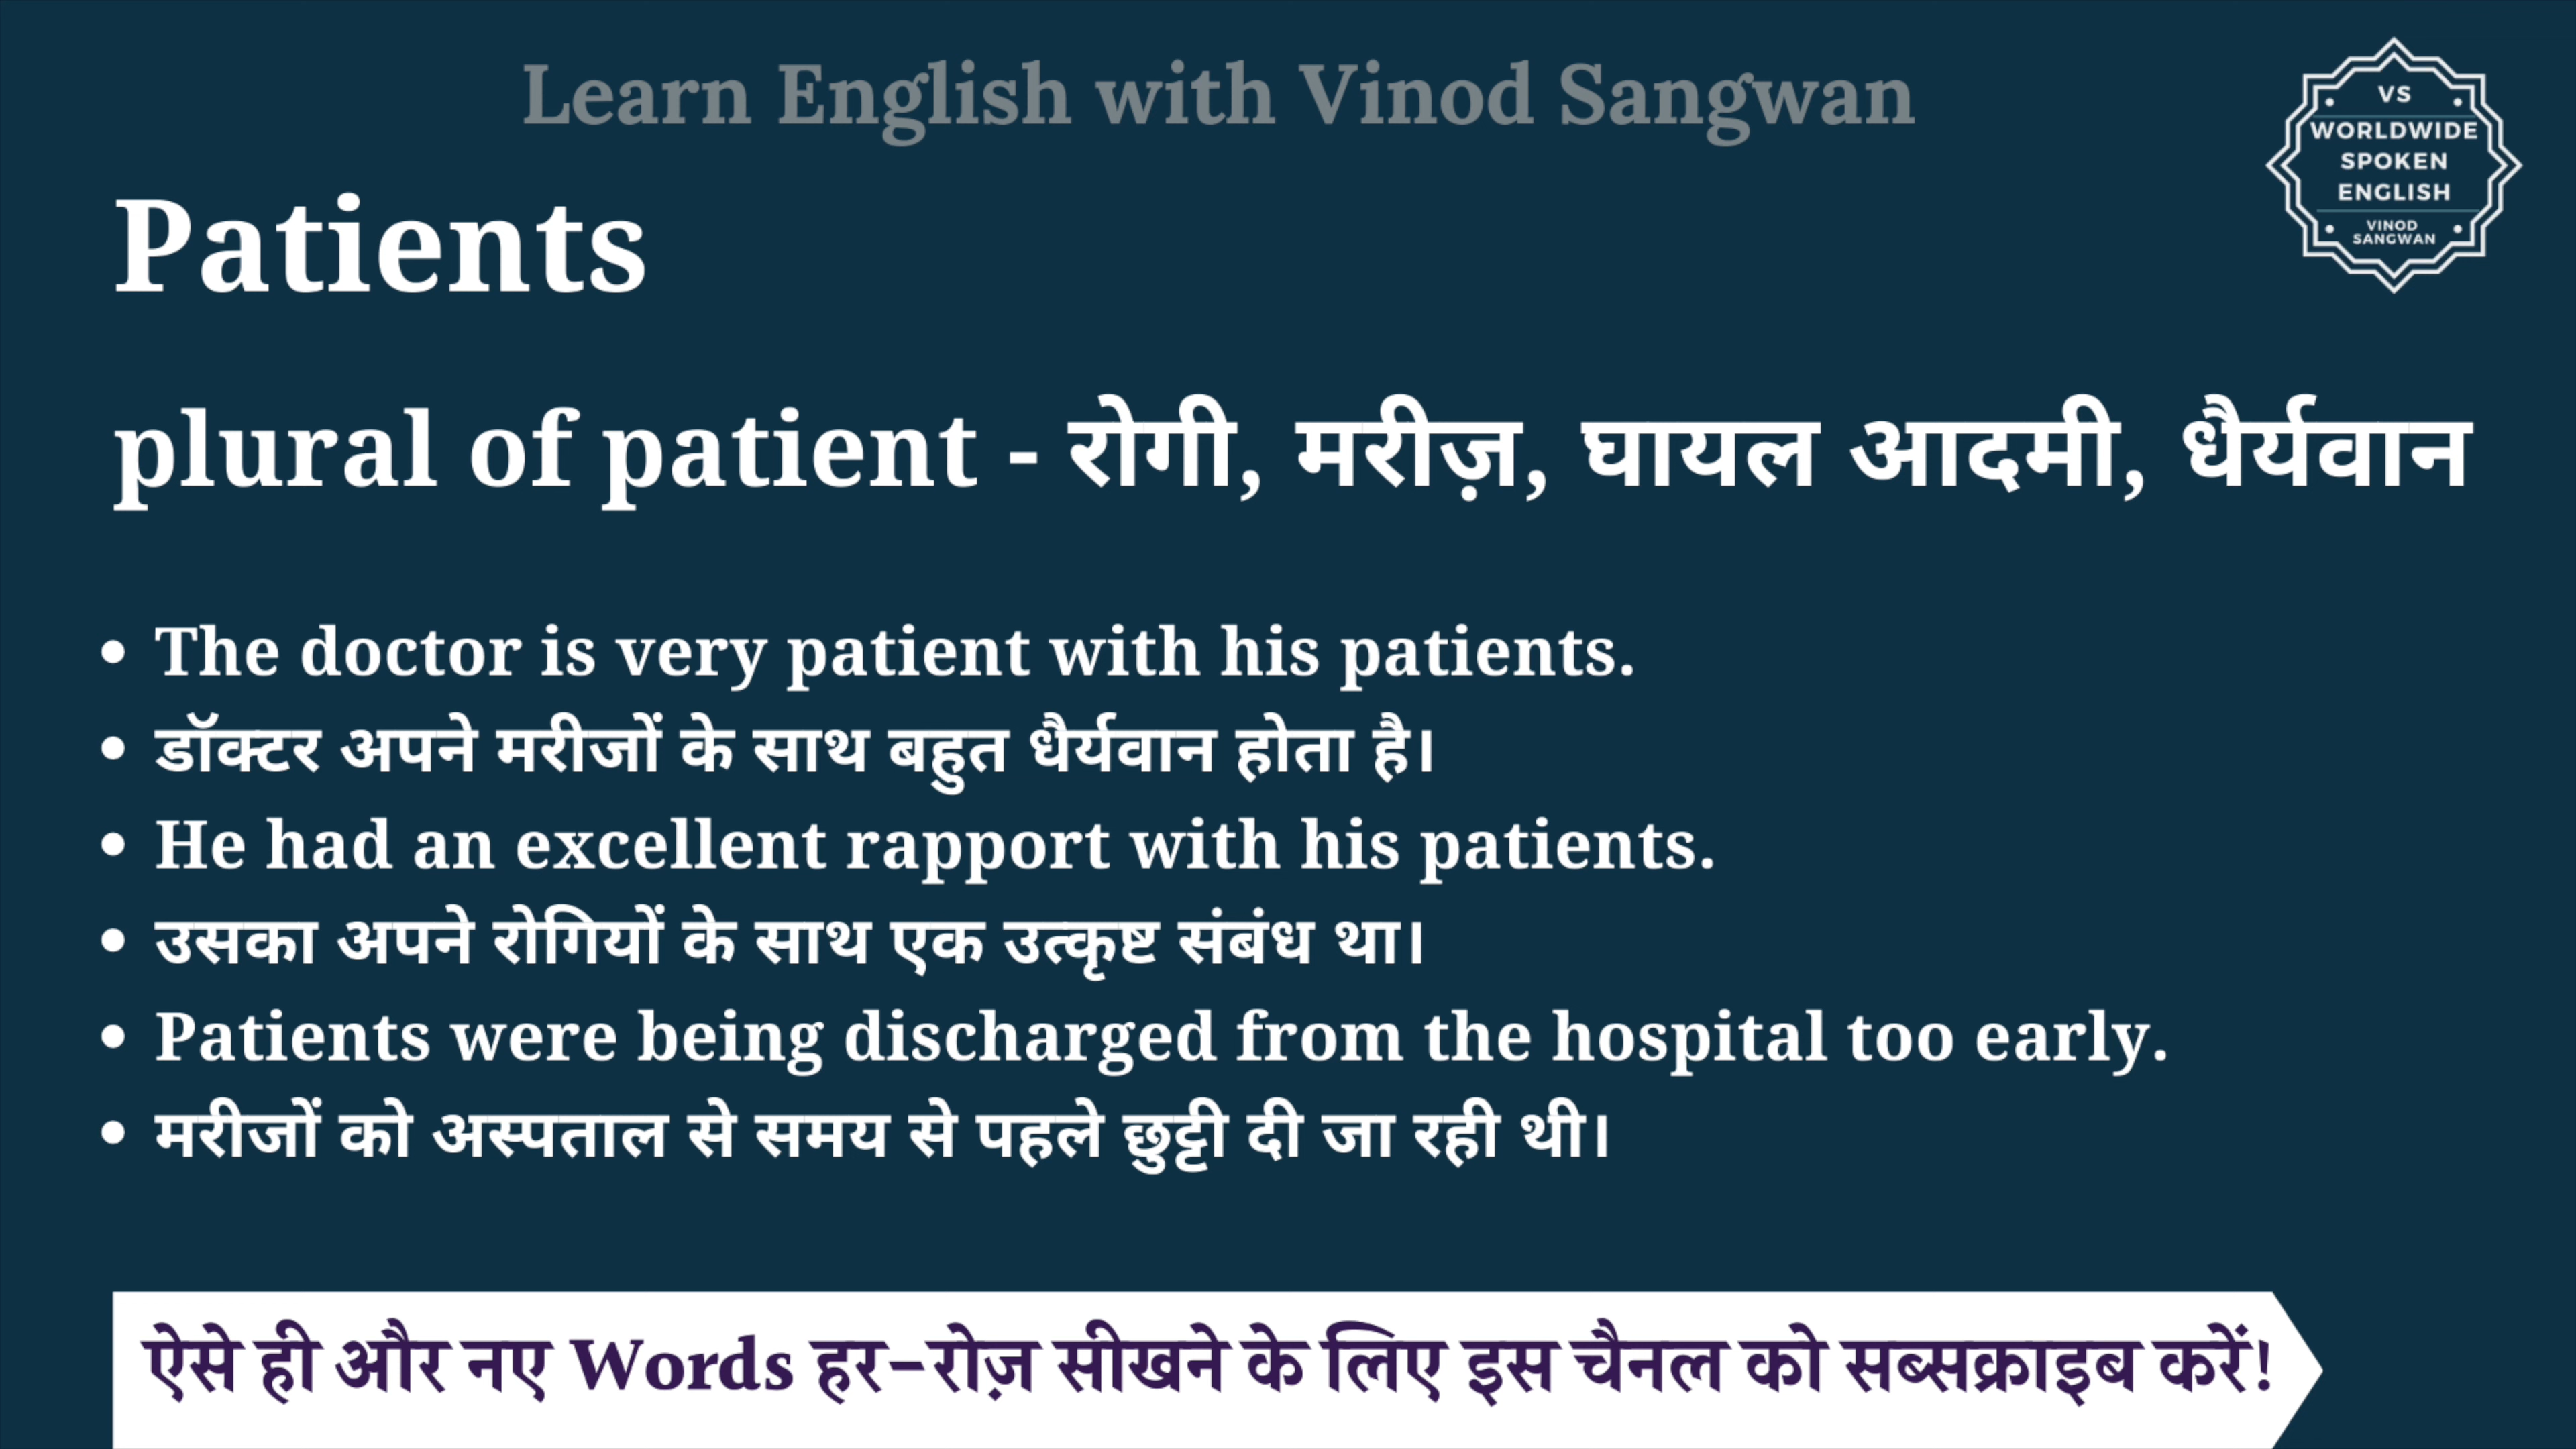 Learn English with Vinod Sangwan
VS
WORLDWIDE
SPOKEN
ENGLISH
VINOD
SANGWAN
Patients
plural of patient - रोगी, मरीज़, घायल आदमी, धैर्यवान
• The doctor is very patient with his patients.
• डॉक्टर अपने मरीजों के साथ बहुत धैर्यवान होता है।
• He had an excellent rapport with his patients.
• उसका अपने रोगियों के साथ एक उत्कृष्ट संबंध था।
• Patients were being discharged from the hospital too early.
• मरीजों को अस्पताल से समय से पहले छुट्टी दी जा रही थी।
ऐसे ही और नए Words हर-रोज़ सीखने के लिए इस चैनल को सब्सक्राइब करें!